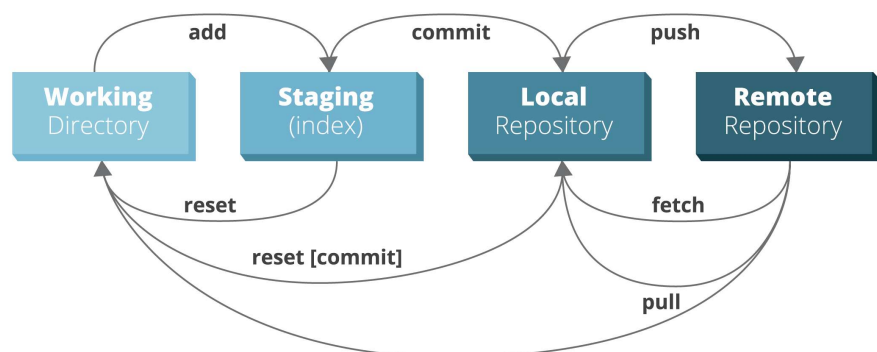 add
commit
push
Working
Directory
Staging
(index)
Local
Repository
Remote
Repository
reset
fetch
reset [commit]
pull